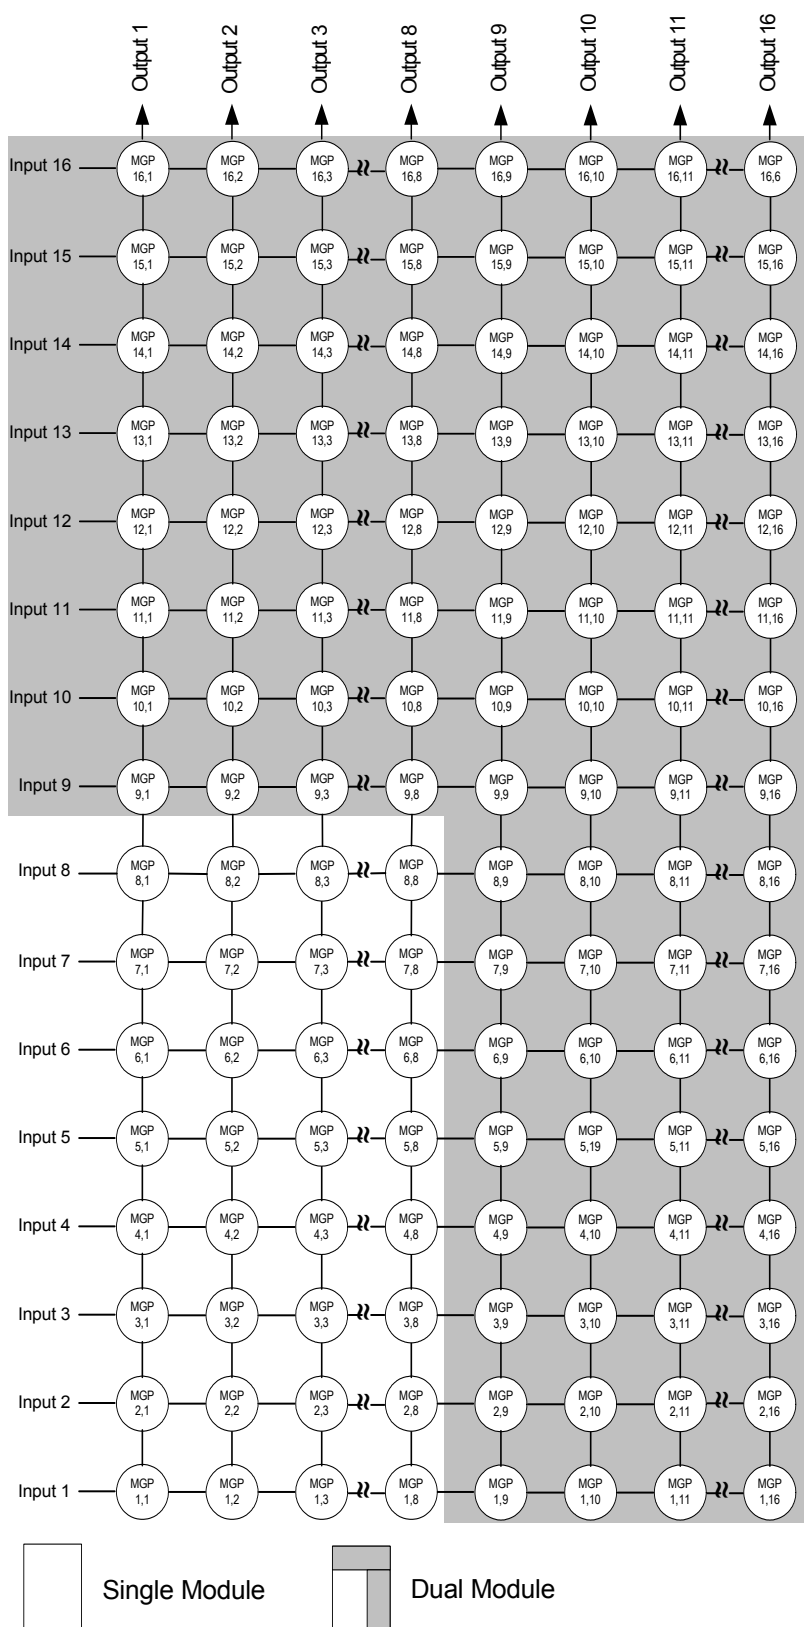 Output 1 Output 2 Output 3 Output 8 Output 9 Output 10 Output 11 Output 16
Input 16 MGP 16,1 MGP 16,2 MGP 16,3 MGP 16,8 MGP 16,9 MGP 16,10 MGP 16,11 MGP 16,6
Input 15 MGP 15,1 MGP 15,2 MGP 15,3 MGP 15,8 MGP 15,9 MGP 15,10 MGP 15,11 MGP 15,16
Input 14 MGP 14,1 MGP 14,2 MGP 14,3 MGP 14,8 MGP 14,9 MGP 14,10 MGP 14,11 MGP 14,16
Input 13 MGP 13,1 MGP 13,2 MGP 13,3 MGP 13,8 MGP 13,9 MGP 13,10 MGP 13,11 MGP 13,16
Input 12 MGP 12,1 MGP 12,2 MGP 12,3 MGP 12,8 MGP 12,9 MGP 12,10 MGP 12,11 MGP 12,16
Input 11 MGP 11,1 MGP 11,2 MGP 11,3 MGP 11,8 MGP 11,9 MGP 11,10 MGP 11,11 MGP 11,16
Input 10 MGP 10,1 MGP 10,2 MGP 10,3 MGP 10,8 MGP 10,9 MGP 10,10 MGP 10,11 MGP 10,16
Input 9 MGP 9,1 MGP 9,2 MGP 9,3 MGP 9,8 MGP 9,9 MGP 9,10 MGP 9,11 MGP 9,16
Input 8 MGP 8,1 MGP 8,2 MGP 8,3 MGP 8,8 MGP 8,9 MGP 8,10 MGP 8,11 MGP 8,16
Input 7 MGP 7,1 MGP 7,2 MGP 7,3 MGP 7,8 MGP 7,9 MGP 7,10 MGP 7,11 MGP 7,16
Input 6 MGP 6,1 MGP 6,2 MGP 6,3 MGP 6,8 MGP 6,9 MGP 6,10 MGP 6,11 MGP 6,16
Input 5 MGP 5,1 MGP 5,2 MGP 5,3 MGP 5,8 MGP 5,9 MGP 5,19 MGP 5,11 MGP 5,16
Input 4 MGP 4,1 MGP 4,2 MGP 4,3 MGP 4,8 MGP 4,9 MGP 4,10 MGP 4,11 MGP 4,16
Input 3 MGP 3,1 MGP 3,2 MGP 3,3 MGP 3,8 MGP 3,9 MGP 3,10 MGP 3,11 MGP 3,16
Input 2 MGP 2,1 MGP 2,2 MGP 2,3 MGP 2,8 MGP 2,9 MGP 2,10 MGP 2,11 MGP 2,16
Input 1 MGP 1,1 MGP 1,2 MGP 1,3 MGP 1,8 MGP 1,9 MGP 1,10 MGP 1,11 MGP 1,16
Single Module Dual Module